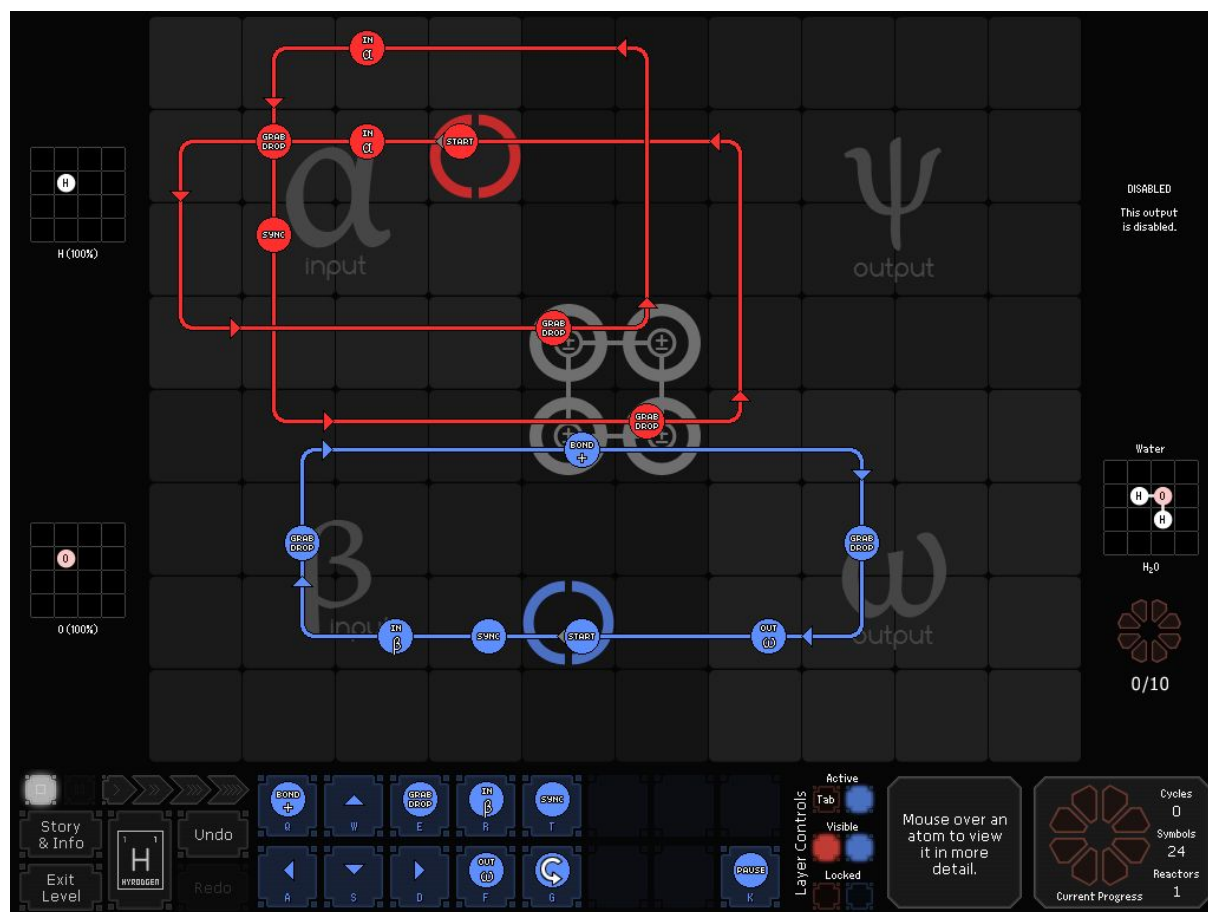 IN
α
GRAB
DROP
IN
α
START
α
input
ψ
output
H
H (100%)
DISABLED
This output
is disabled.
SYNC
GRAB
DROP
±
±
GRAB
DROP
±
±
BOND
+
Water
H O
H
H₂O
GRAB
DROP
GRAB
DROP
β
input
ω
output
O
O (100%)
IN
β
SYNC
START
OUT
ω
0/10
BOND
+
Q
W
GRAB
DROP
E
IN
β
R
SYNC
T
Story
& Info
Undo
1 1
H
HYROGEN
Exit
Level
Redo
A
S
D
OUT
ω
F
G
PAUSE
K
Layer Controls
Active
Tab
Visible
Locked
Mouse over an
atom to view
it in more
detail.
Cycles
0
Symbols
24
Reactors
1
Current Progress